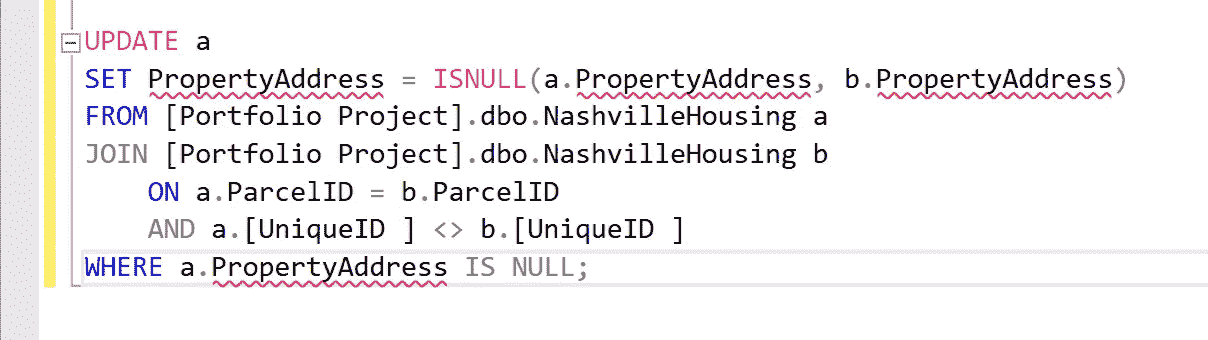 UPDATE a
SET PropertyAddress = ISNULL(a.PropertyAddress, b.PropertyAddress)
FROM [Portfolio Project].dbo.NashvilleHousing a
JOIN [Portfolio Project].dbo.NashvilleHousing b
    ON a.ParcelID = b.ParcelID
    AND a.[UniqueID ] <> b.[UniqueID ]
WHERE a.PropertyAddress IS NULL;